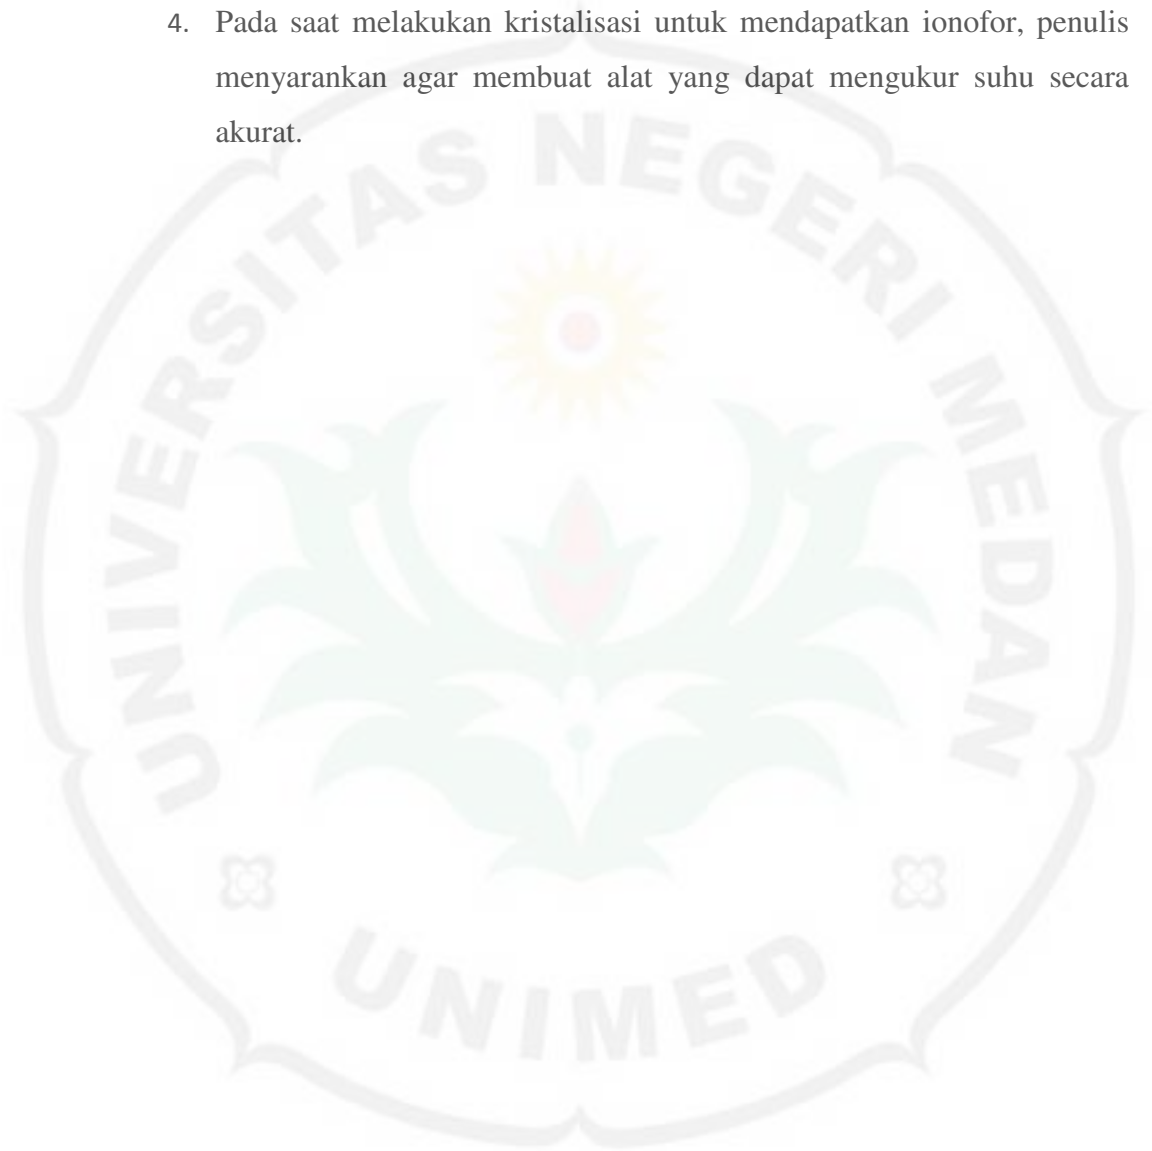 4. Pada saat melakukan kristalisasi untuk mendapatkan ionofor, penulis
menyarankan agar membuat alat yang dapat mengukur suhu secara
akurat.
UNIVERSITAS NEGERI MEDAN
UNIMED